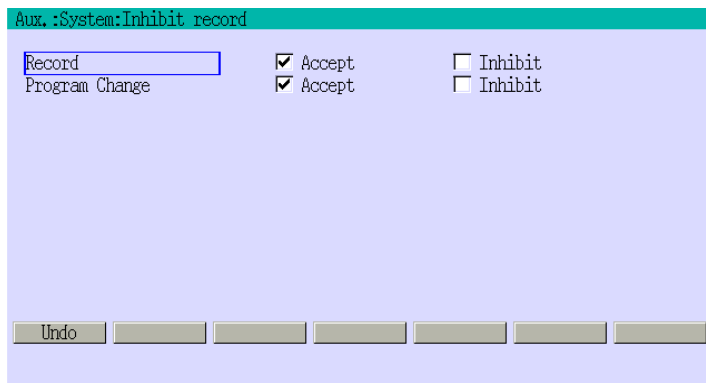 Aux.:System:Inhibit record
Record Accept Inhibit
Program Change Accept Inhibit
Undo